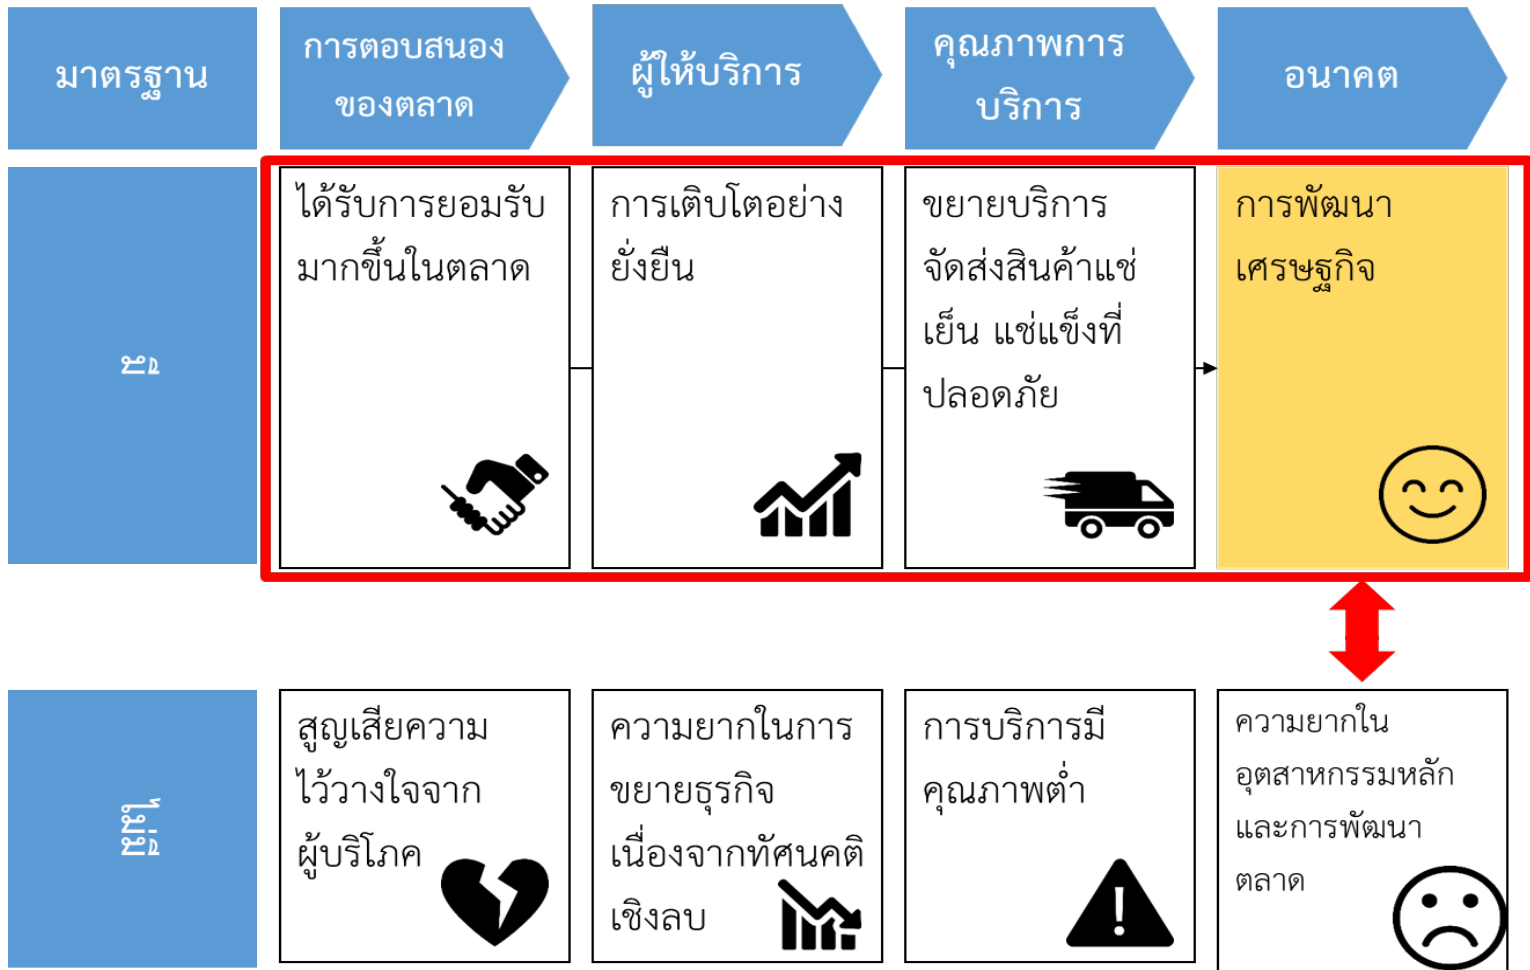 มาตรฐาน
การตอบสนอง
ของตลาด
ผู้ให้บริการ
คุณภาพการ
บริการ
อนาคต
มี
ได้รับการยอมรับ
มากขึ้นในตลาด
การเติบโตอย่าง
ยั่งยืน
ขยายบริการ
จัดส่งสินค้าแช่
เย็น แช่แข็งที่
ปลอดภัย
การพัฒนา
เศรษฐกิจ
ไม่มี
สูญเสียความ
ไว้วางใจจาก
ผู้บริโภค
ความยากในการ
ขยายธุรกิจ
เนื่องจากทัศนคติ
เชิงลบ
การบริการมี
คุณภาพต่ำ
ความยากใน
อุตสาหกรรมหลัก
และการพัฒนา
ตลาด